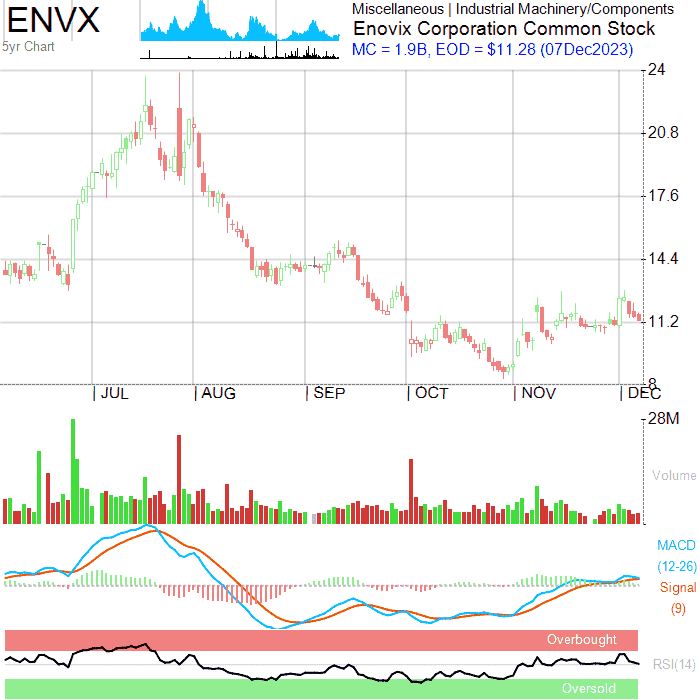 ENVX
5yr Chart
Miscellaneous | Industrial Machinery/Components
Enovix Corporation Common Stock
MC = 1.9B, EOD = $11.28 (07Dec2023)
24
20.8
17.6
14.4
11.2
8
JUL AUG SEP OCT NOV DEC
28M
Volume
MACD
(12-26)
Signal
(9)
Overbought
RSI(14)
Oversold